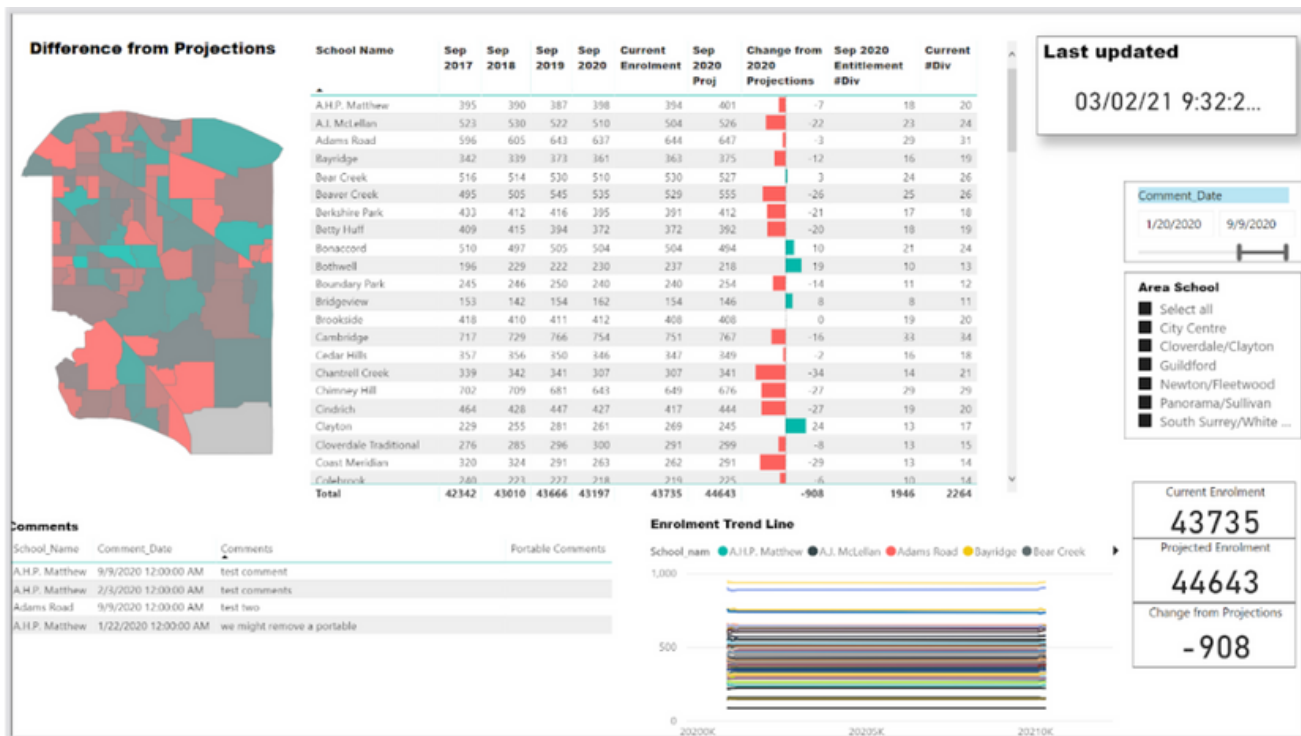 Difference from Projections
School Name Sep 2017 Sep 2018 Sep 2019 Sep 2020 Current Enrolment Sep 2020 Proj Change from 2020 Projections Sep 2020 Entitlement #Div Current #Div
A.H.P. Matthew 395 390 387 398 394 401 -7 18 20
A.J. McLellan 523 530 522 510 504 526 -22 23 24
Adams Road 596 605 643 637 644 647 -3 29 31
Bayridge 342 339 373 361 363 375 -12 16 19
Bear Creek 516 514 530 510 530 527 3 24 26
Beaver Creek 495 505 545 535 529 555 -26 25 26
Berkshire Park 433 412 416 395 391 412 -21 17 18
Betty Huff 409 415 394 372 372 392 -20 18 19
Bonaccord 510 497 505 504 504 494 10 21 24
Bothwell 196 229 222 230 237 218 19 10 13
Boundary Park 245 246 250 240 240 254 -14 11 12
Bridgeview 153 142 154 162 154 146 8 8 11
Brookside 418 410 411 412 408 408 0 19 20
Cambridge 717 729 766 754 751 767 -16 33 34
Cedar Hills 357 356 350 346 347 349 -2 16 18
Chantrell Creek 339 342 341 307 307 341 -34 14 21
Chimney Hill 702 709 681 643 649 676 -27 29 29
Cindrich 464 428 447 427 417 444 -27 19 20
Clayton 229 255 281 261 269 245 24 13 17
Cloverdale Traditional 276 285 296 300 291 299 -8 13 15
Coast Meridian 320 324 291 263 262 291 -29 13 14
Colebrook 240 223 227 218 219 225 -6 10 14
Total 42342 43010 43666 43197 43735 44643 -908 1946 2264
Last updated
03/02/21 9:32:2...
Comment_Date
1/20/2020 9/9/2020
Area School
Select all
City Centre
Cloverdale/Clayton
Guildford
Newton/Fleetwood
Panorama/Sullivan
South Surrey/White ...
Current Enrolment
43735
Projected Enrolment
44643
Change from Projections
-908
Comments
School_Name Comment_Date Comments Portable Comments
A.H.P. Matthew 9/9/2020 12:00:00 AM test comment
A.H.P. Matthew 2/3/2020 12:00:00 AM test comments
Adams Road 9/9/2020 12:00:00 AM test two
A.H.P. Matthew 1/22/2020 12:00:00 AM we might remove a portable
Enrolment Trend Line
School_nam A.H.P. Matthew A.J. McLellan Adams Road Bayridge Bear Creek
1,000
500
0
20200K 20205K 20210K